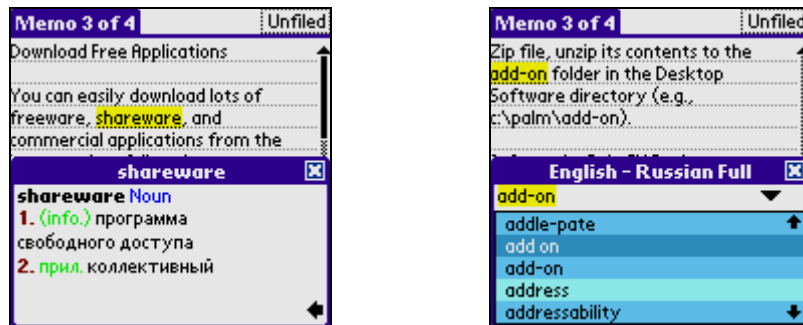 Memo 3 of 4
Unfiled
Download Free Applications
You can easily download lots of
freeware, shareware, and
commercial applications from the
shareware
shareware Noun
1. (info.) программа
свободного доступа
2. прил. коллективный
Memo 3 of 4
Unfiled
Zip file, unzip its contents to the
add-on folder in the Desktop
Software directory (e.g.,
c:\palm\add-on).
English - Russian Full
add-on
addle-pate
add on
add-on
address
addressability